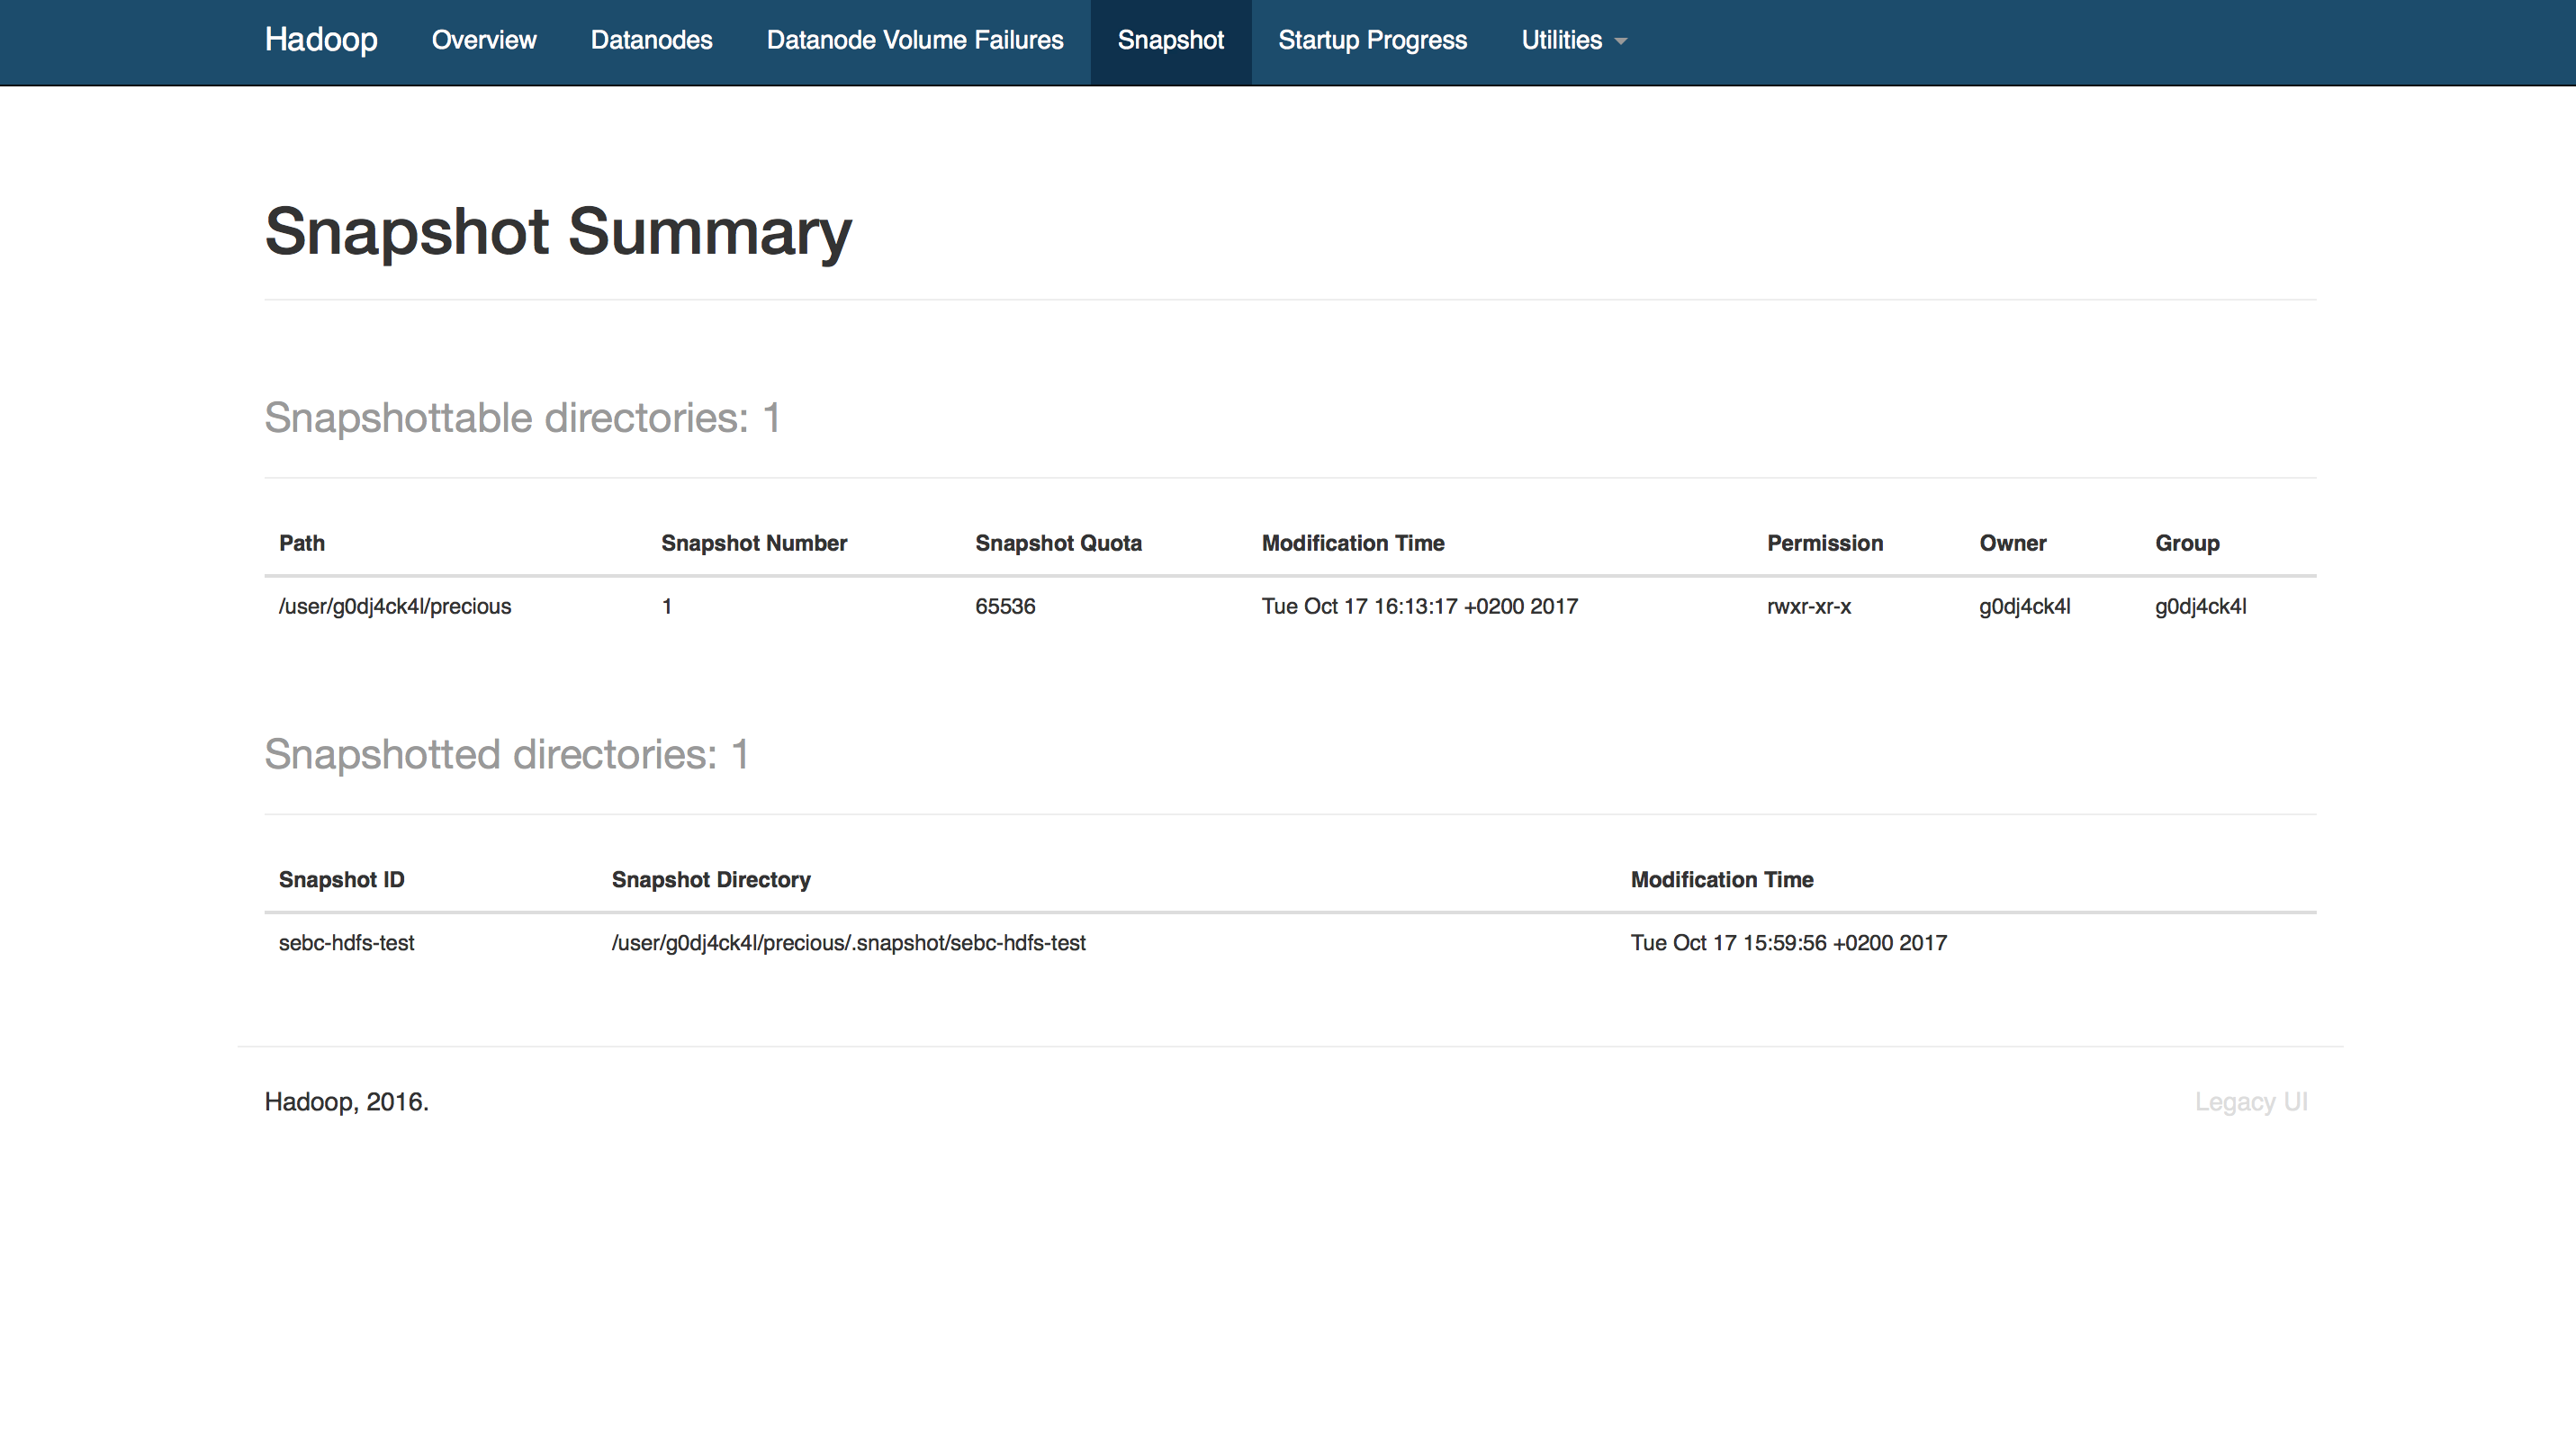 Hadoop Overview Datanodes Datanode Volume Failures Snapshot Startup Progress Utilities
Snapshot Summary
Snapshottable directories: 1
Path Snapshot Number Snapshot Quota Modification Time Permission Owner Group
/user/g0dj4ck4l/precious 1 65536 Tue Oct 17 16:13:17 +0200 2017 rwxr-xr-x g0dj4ck4l g0dj4ck4l
Snapshotted directories: 1
Snapshot ID Snapshot Directory Modification Time
sebc-hdfs-test /user/g0dj4ck4l/precious/.snapshot/sebc-hdfs-test Tue Oct 17 15:59:56 +0200 2017
Hadoop, 2016. Legacy UI